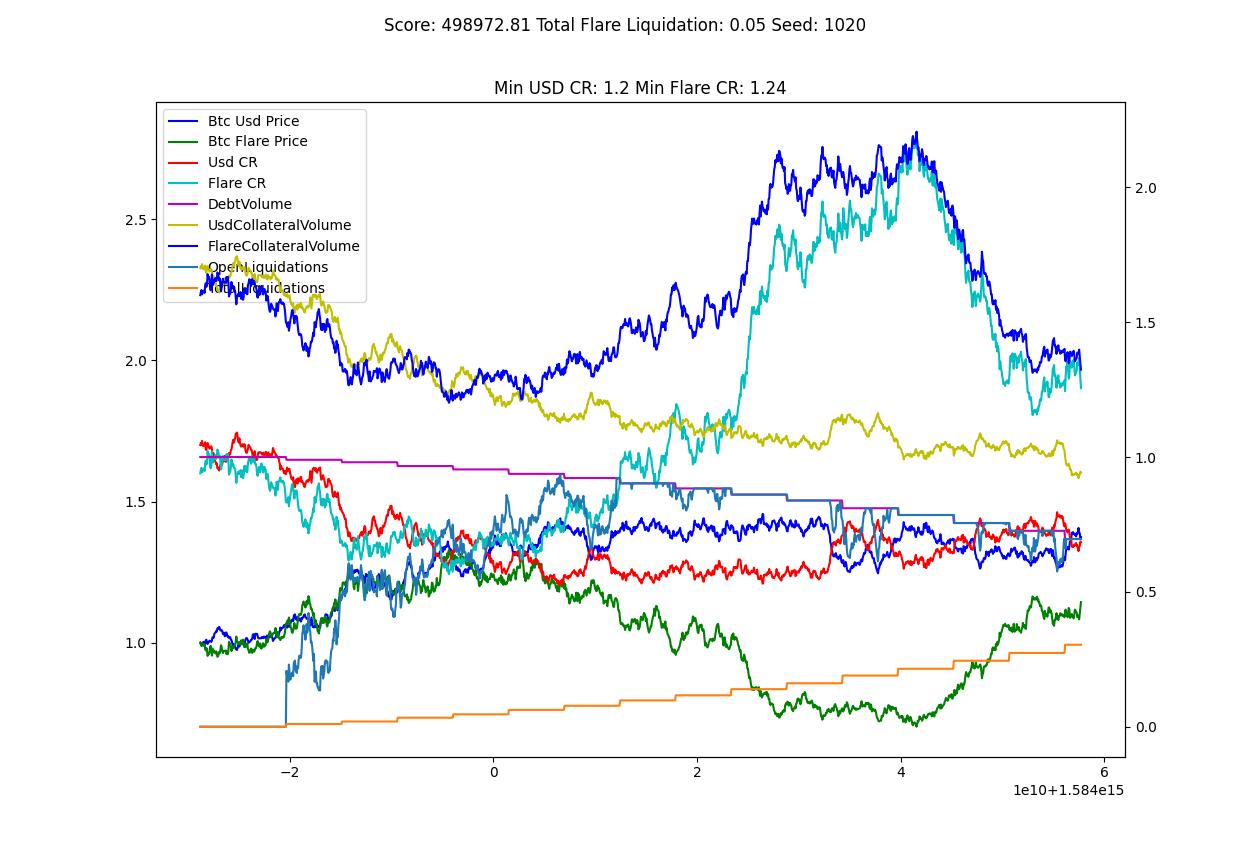 Score: 498972.81 Total Flare Liquidation: 0.05 Seed: 1020
Min USD CR: 1.2 Min Flare CR: 1.24
Btc Usd Price
Btc Flare Price
Usd CR
Flare CR
DebtVolume
UsdCollateralVolume
FlareCollateralVolume
OpenLiquidations
TotalLiquidations
2.5
2.0
1.5
1.0
2.0
1.5
1.0
0.5
0.0
−2
0
2
4
6
1e10+1.584e15